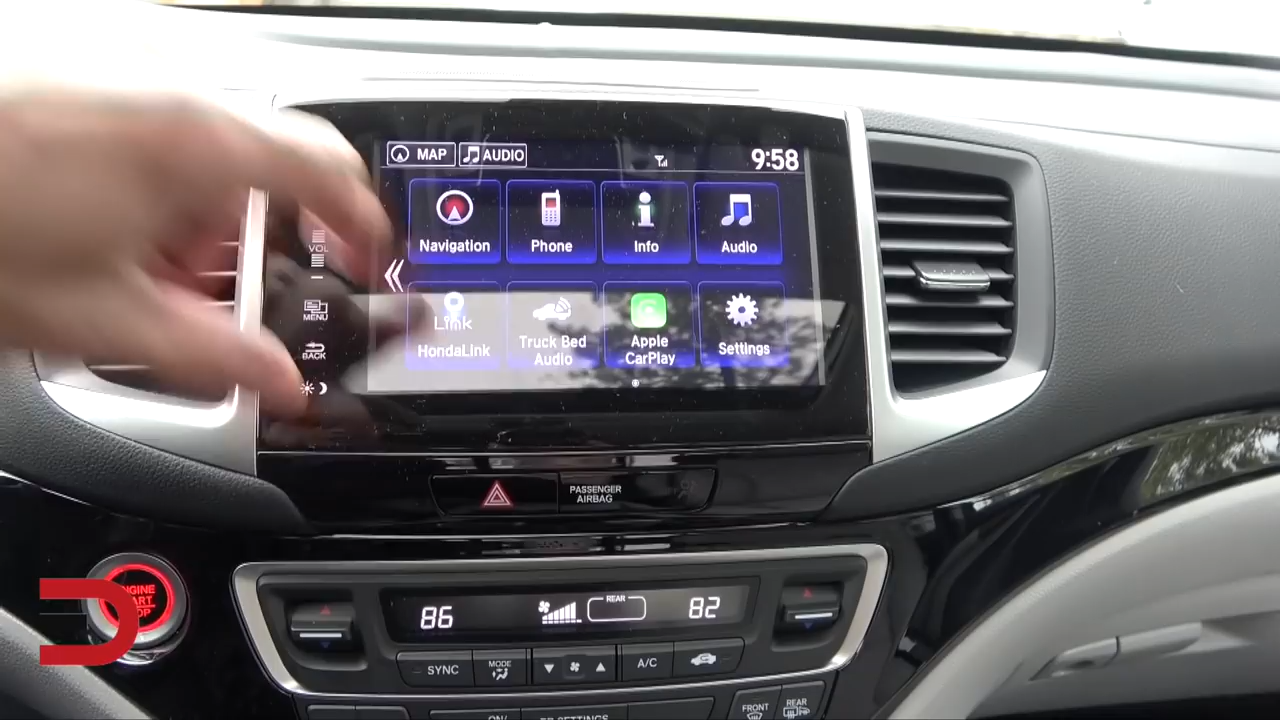 MAP AUDIO 9:58
Navigation Phone Info Audio
VOL
MENU
BACK
Link
HondaLink
Truck Bed
Audio
Apple
CarPlay
Settings
PASSENGER
AIRBAG
ENGINE
START
STOP
86 REAR 82
SYNC MODE A/C
FRONT REAR